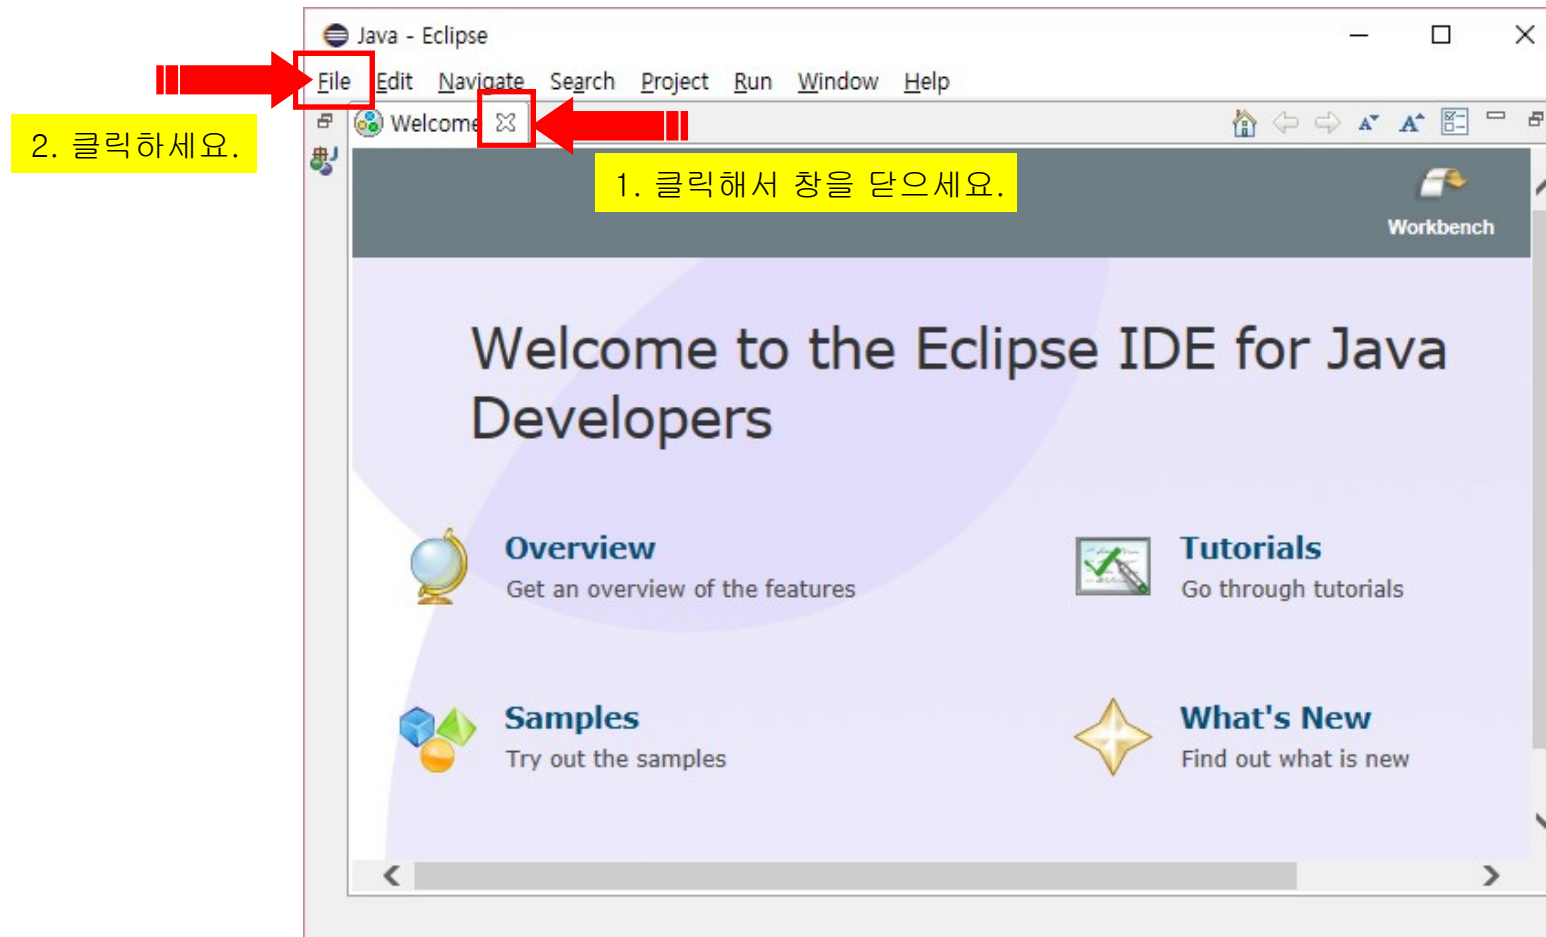 Java - Eclipse
File Edit Navigate Search Project Run Window Help
Welcome
2. 클릭하세요.
1. 클릭해서 창을 닫으세요.
Workbench
Welcome to the Eclipse IDE for Java
Developers
Overview
Get an overview of the features
Tutorials
Go through tutorials
Samples
Try out the samples
What's New
Find out what is new